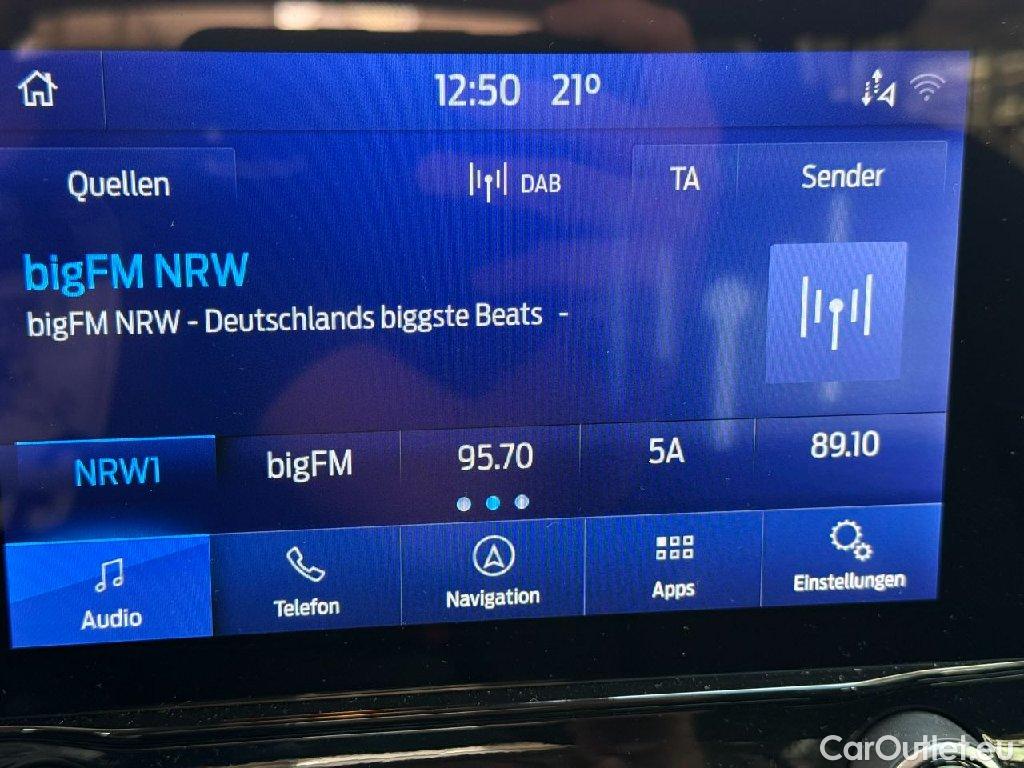 12:50 21°
Quellen DAB TA Sender
bigFM NRW
bigFM NRW - Deutschlands biggste Beats -
NRW1 bigFM 95.70 5A 89.10
Audio Telefon Navigation Apps Einstellungen
CarOutlet.eu